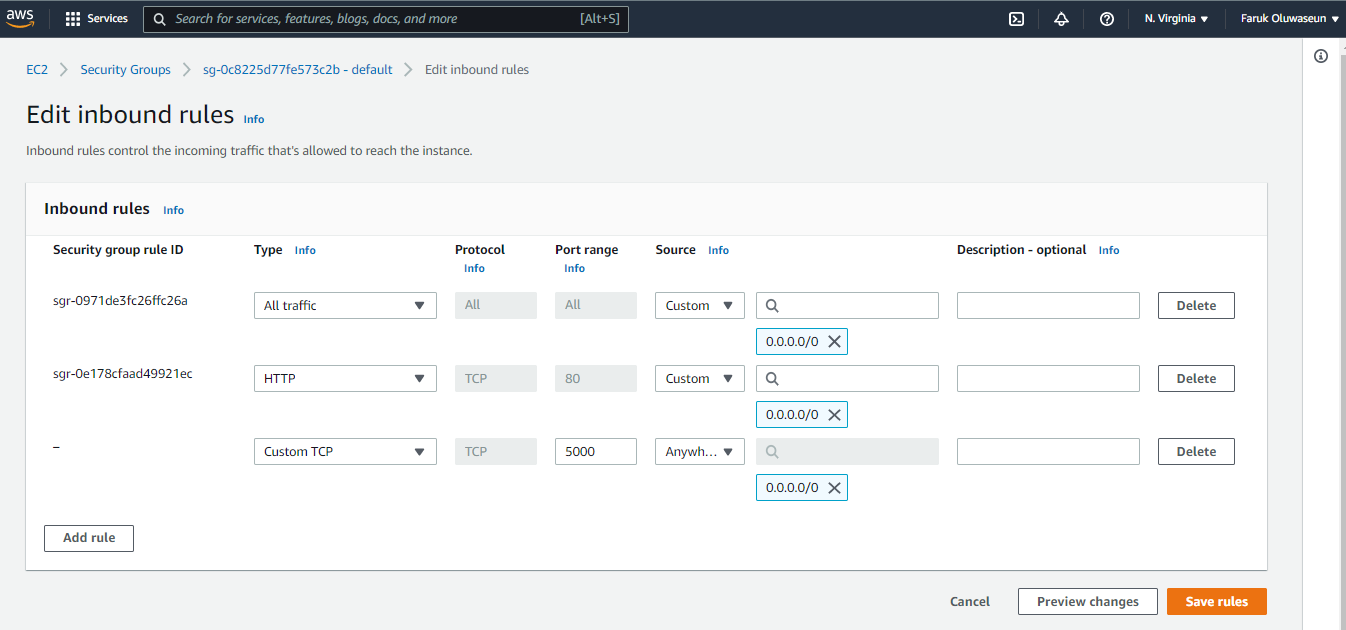 aws Services Search for services, features, blogs, docs, and more [Alt+S] N. Virginia Faruk Oluwaseun
EC2 Security Groups sg-0c8225d77fe573c2b - default Edit inbound rules
Edit inbound rules Info
Inbound rules control the incoming traffic that's allowed to reach the instance.
Inbound rules Info
Security group rule ID Type Info Protocol Port range Source Info Description - optional Info
Info Info
sgr-0971de3fc26ffc26a All traffic All All Custom Delete
0.0.0.0/0
sgr-0e178cfaad49921ec HTTP TCP 80 Custom Delete
0.0.0.0/0
– Custom TCP TCP 5000 Anywh... Delete
0.0.0.0/0
Add rule
Cancel Preview changes Save rules